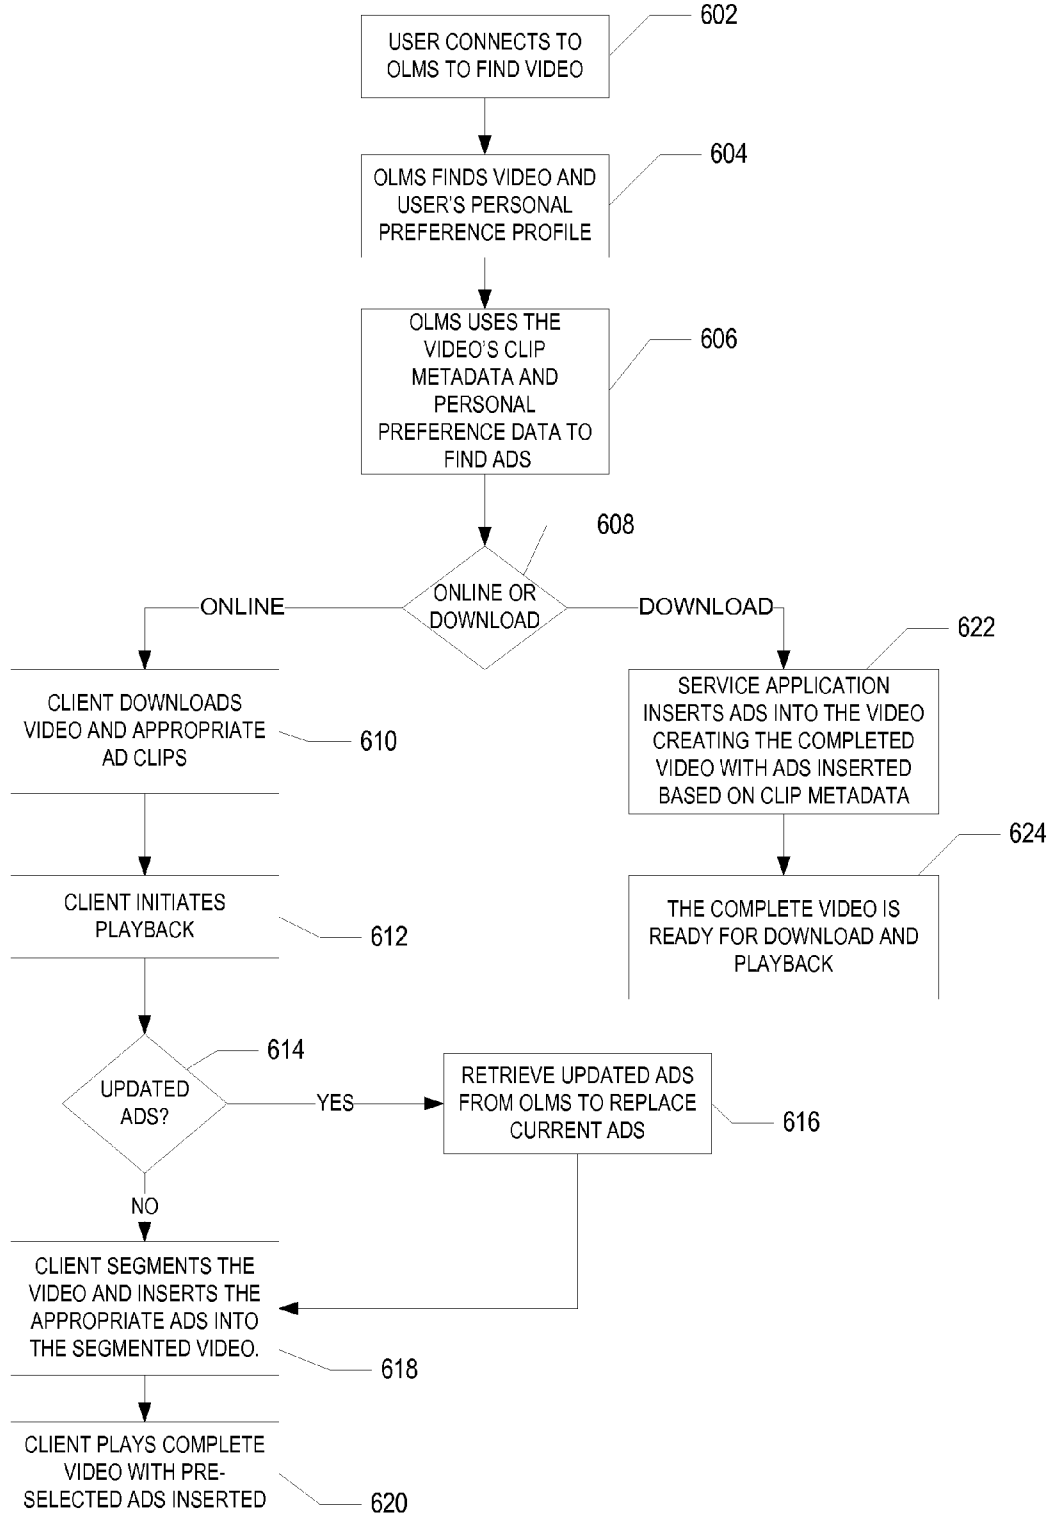 602
USER CONNECTS TO
OLMS TO FIND VIDEO
604
OLMS FINDS VIDEO AND
USER'S PERSONAL
PREFERENCE PROFILE
606
OLMS USES THE
VIDEO'S CLIP
METADATA AND
PERSONAL
PREFERENCE DATA TO
FIND ADS
608
ONLINE OR
DOWNLOAD
ONLINE
DOWNLOAD
622
SERVICE APPLICATION
INSERTS ADS INTO THE VIDEO
CREATING THE COMPLETED
VIDEO WITH ADS INSERTED
BASED ON CLIP METADATA
CLIENT DOWNLOADS
VIDEO AND APPROPRIATE
AD CLIPS
610
624
THE COMPLETE VIDEO IS
READY FOR DOWNLOAD AND
PLAYBACK
CLIENT INITIATES
PLAYBACK
612
614
UPDATED
ADS?
YES
RETRIEVE UPDATED ADS
FROM OLMS TO REPLACE
CURRENT ADS
616
NO
CLIENT SEGMENTS THE
VIDEO AND INSERTS THE
APPROPRIATE ADS INTO
THE SEGMENTED VIDEO.
618
CLIENT PLAYS COMPLETE
VIDEO WITH PRE-
SELECTED ADS INSERTED
620